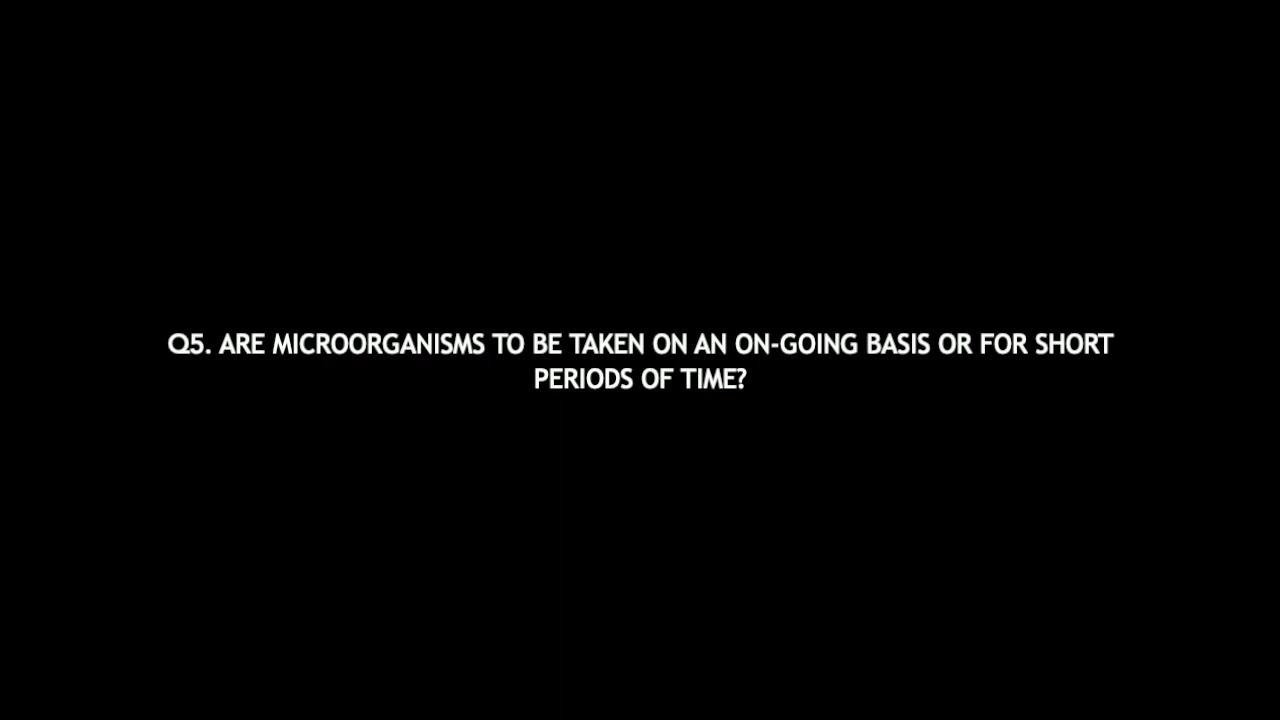 Q5. ARE MICROORGANISMS TO BE TAKEN ON AN ON-GOING BASIS OR FOR SHORT
PERIODS OF TIME?